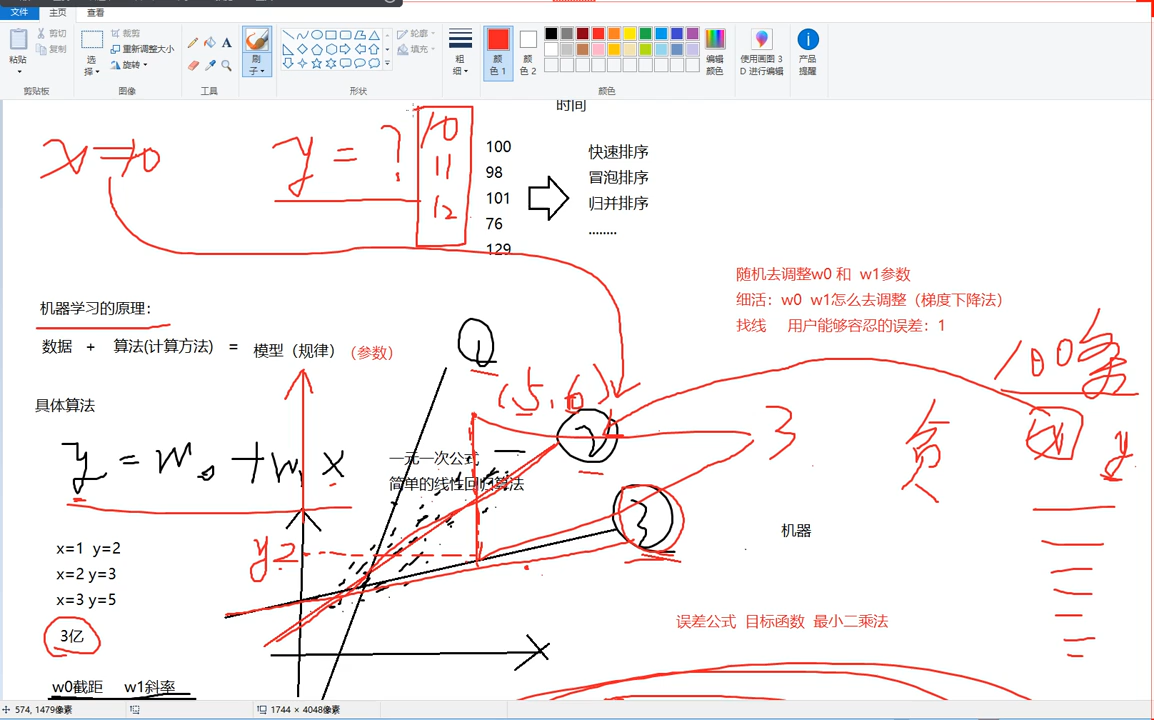 文件 主页 查看
粘贴
剪切
复制
剪贴板
选择
裁剪
重新调整大小
旋转
图像
A
工具
刷子
轮廓
填充
形状
粗细
颜色 1
颜色 2
编辑颜色
颜色
使用画图 3D 进行编辑
产品提醒
时间
10
11
12
y = ?
100
98
101
76
129
快速排序
冒泡排序
归并排序
........
随机去调整w0 和 w1参数
细活：w0 w1怎么去调整（梯度下降法）
找线 用户能够容忍的误差：1
机器学习的原理：
数据 + 算法(计算方法) = 模型（规律）（参数）
具体算法
y = w0 + w1 x
一元一次公式
简单的线性回归算法
1
(5,6)
2
3
3
100条
y
y2
机器
x=1 y=2
x=2 y=3
x=3 y=5
3亿
误差公式 目标函数 最小二乘法
w0截距 w1斜率
574, 1479像素
1744 × 4048像素